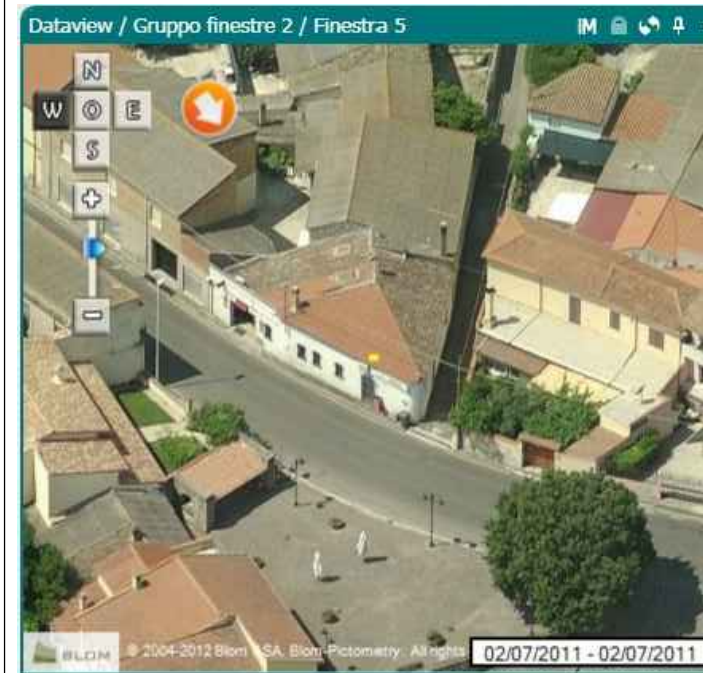 Dataview / Gruppo finestre 2 / Finestra 5
IM
N
W O E
S
BLOM © 2004-2012 Blom ASA, Blom-Pictometry. All rights
02/07/2011 - 02/07/2011